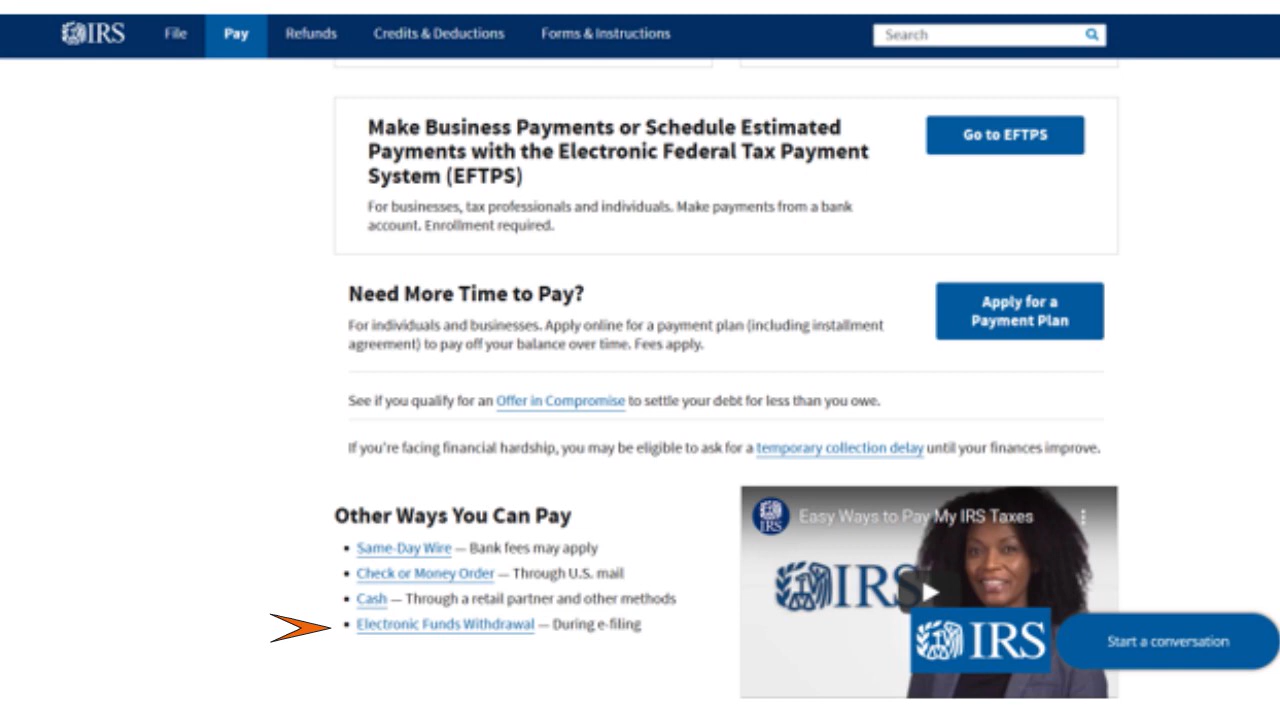 IRS File Pay Refunds Credits & Deductions Forms & Instructions Search
Make Business Payments or Schedule Estimated
Payments with the Electronic Federal Tax Payment
System (EFTPS)
Go to EFTPS
For businesses, tax professionals and individuals. Make payments from a bank
account. Enrollment required.
Need More Time to Pay?
For individuals and businesses. Apply online for a payment plan (including installment
agreement) to pay off your balance over time. Fees apply.
Apply for a
Payment Plan
See if you qualify for an Offer in Compromise to settle your debt for less than you owe.
If you're facing financial hardship, you may be eligible to ask for a temporary collection delay until your finances improve.
Other Ways You Can Pay
▪ Same-Day Wire — Bank fees may apply
▪ Check or Money Order — Through U.S. mail
▪ Cash — Through a retail partner and other methods
▪ Electronic Funds Withdrawal — During e-filing
IRS
Easy Ways to Pay My IRS Taxes
IRS
IRS
Start a conversation